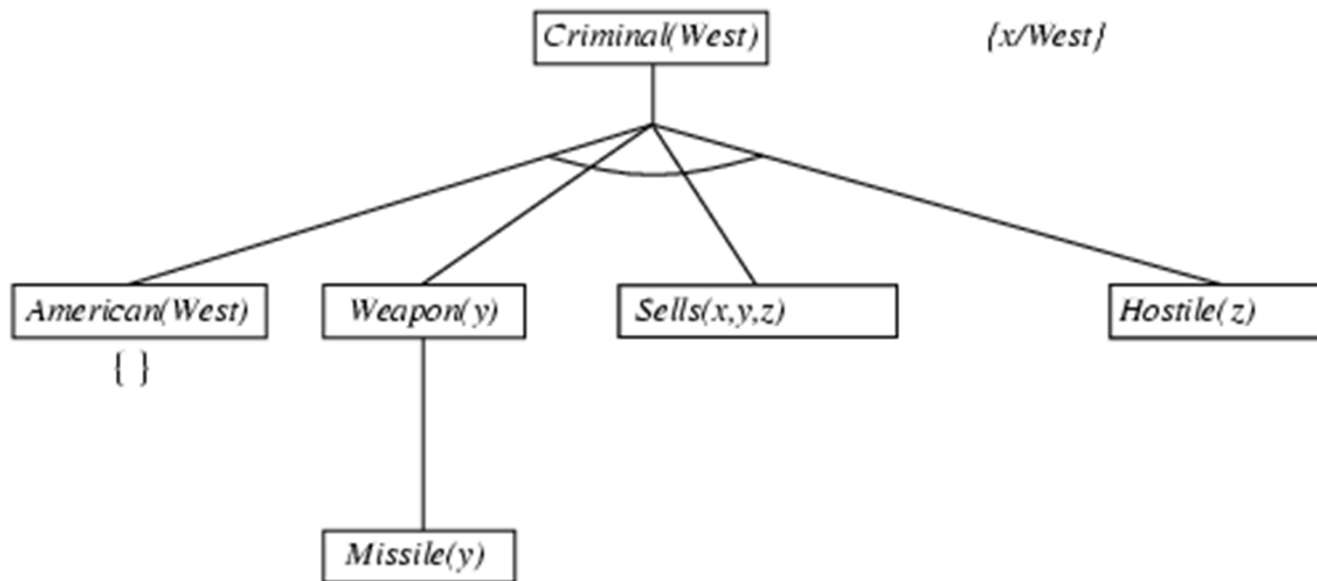 Criminal(West)
{x/West}
American(West)
Weapon(y)
Sells(x,y,z)
Hostile(z)
{ }
Missile(y)